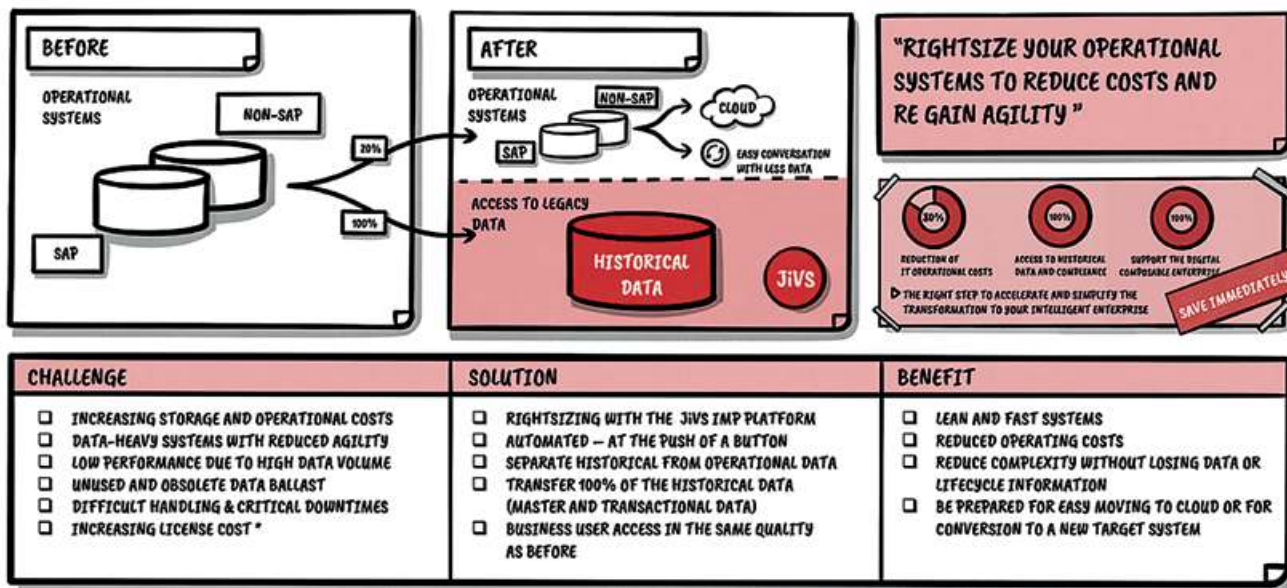 BEFORE
OPERATIONAL
SYSTEMS
NON-SAP
SAP
20%
100%
AFTER
OPERATIONAL
SYSTEMS
NON-SAP
SAP
CLOUD
EASY CONVERSATION
WITH LESS DATA
ACCESS TO LEGACY
DATA
HISTORICAL
DATA
JiVS
"RIGHTSIZE YOUR OPERATIONAL
SYSTEMS TO REDUCE COSTS AND
RE GAIN AGILITY"
80%
REDUCTION OF
IT OPERATIONAL COSTS
100%
ACCESS TO HISTORICAL
DATA AND COMPLIANCE
100%
SUPPORT THE DIGITAL
COMPOSABLE ENTERPRISE
THE RIGHT STEP TO ACCELERATE AND SIMPLIFY THE
TRANSFORMATION TO YOUR INTELLIGENT ENTERPRISE
SAVE IMMEDIATELY
CHALLENGE
INCREASING STORAGE AND OPERATIONAL COSTS
DATA-HEAVY SYSTEMS WITH REDUCED AGILITY
LOW PERFORMANCE DUE TO HIGH DATA VOLUME
UNUSED AND OBSOLETE DATA BALLAST
DIFFICULT HANDLING & CRITICAL DOWNTIMES
INCREASING LICENSE COST *
SOLUTION
RIGHTSIZING WITH THE JiVS IMP PLATFORM
AUTOMATED – AT THE PUSH OF A BUTTON
SEPARATE HISTORICAL FROM OPERATIONAL DATA
TRANSFER 100% OF THE HISTORICAL DATA
(MASTER AND TRANSACTIONAL DATA)
BUSINESS USER ACCESS IN THE SAME QUALITY
AS BEFORE
BENEFIT
LEAN AND FAST SYSTEMS
REDUCED OPERATING COSTS
REDUCE COMPLEXITY WITHOUT LOSING DATA OR
LIFECYCLE INFORMATION
BE PREPARED FOR EASY MOVING TO CLOUD OR FOR
CONVERSION TO A NEW TARGET SYSTEM